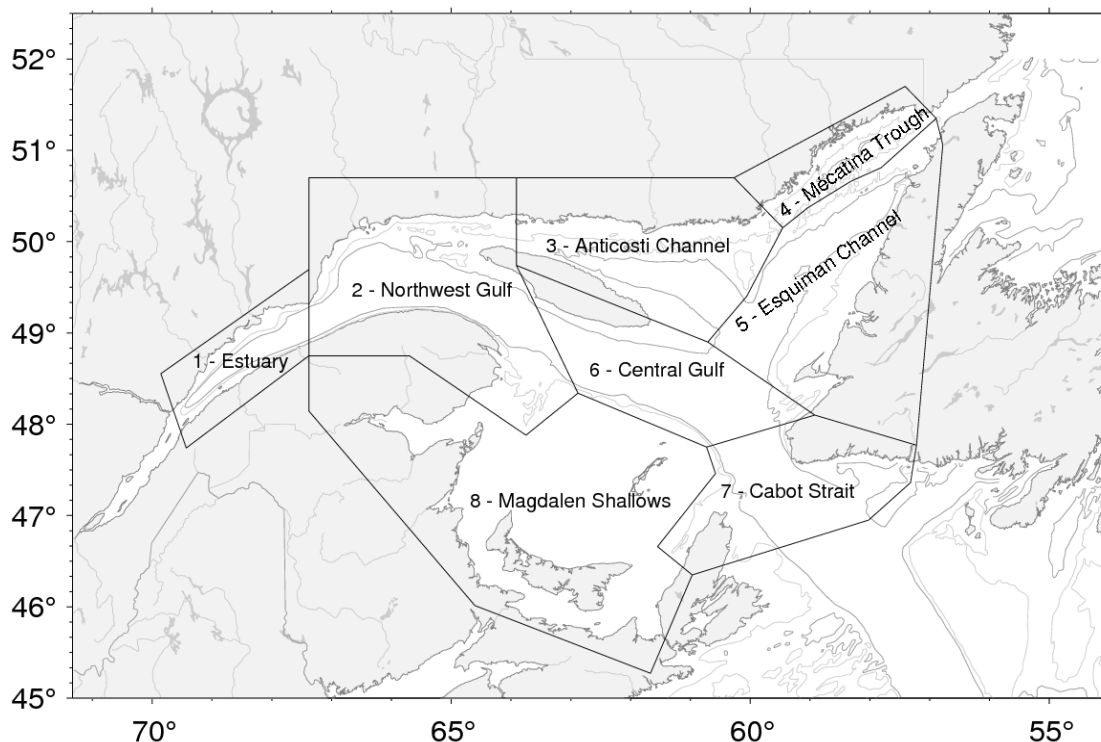 52°
51°
50°
49°
48°
47°
46°
45°
70°
65°
60°
55°
1 - Estuary
2 - Northwest Gulf
3 - Anticosti Channel
4 - Mécatina Trough
5 - Esquiman Channel
6 - Central Gulf
7 - Cabot Strait
8 - Magdalen Shallows